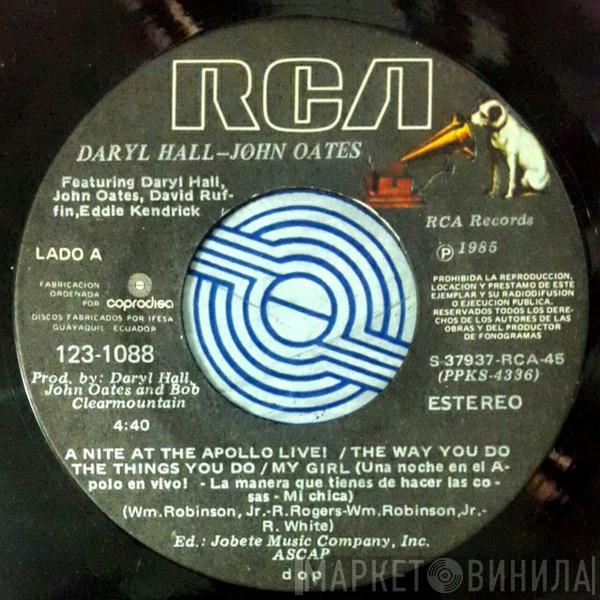 RCA
DARYL HALL—JOHN OATES
Featuring Daryl Hall,
John Oates, David Ruf-
fin,Eddie Kendrick
RCA Records
LADO A
Ⓟ 1985
FABRICACION
ORDENADA
POR coprodisa
DISCOS FABRICADOS POR IFESA
GUAYAQUIL ECUADOR
PROHIBIDA LA REPRODUCCION,
LOCACION Y PRESTAMO DE ESTE
EJEMPLAR Y SU RADIODIFUSION
O EJECUCION PUBLICA.
RESERVADOS TODOS LOS DERE-
CHOS DE LOS AUTORES DE LAS
OBRAS Y DEL PRODUCTOR
DE FONOGRAMAS
123-1088
S-37937-RCA-45
(PPKS-4336)
Prod. by: Daryl Hall,
John Oates and Bob
Clearmountain
ESTEREO
4:40
A NITE AT THE APOLLO LIVE! /THE WAY YOU DO
THE THINGS YOU DO/MY GIRL (Una noche en el A-
polo en vivo! - La manera que tienes de hacer las co-
sas - Mi chica)
(Wm. Robinson, Jr.-R.Rogers-Wm.Robinson,Jr.-
R. White)
Ed.: Jobete Music Company, Inc.
ASCAP
d o p
МАРКЕТ ВИНИЛА